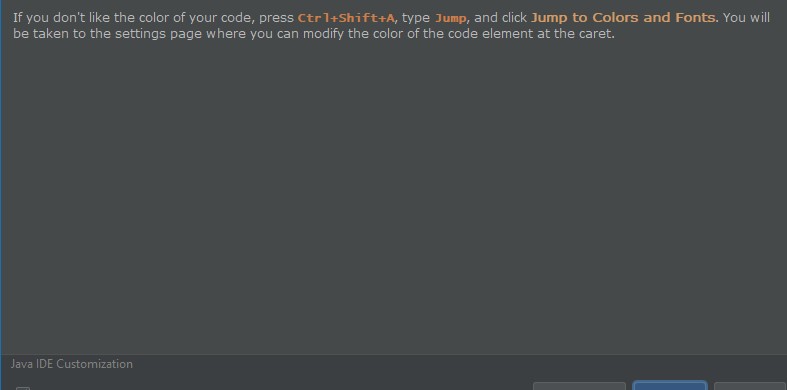 If you don't like the color of your code, press Ctrl+Shift+A, type Jump, and click Jump to Colors and Fonts. You will
be taken to the settings page where you can modify the color of the code element at the caret.
Java IDE Customization